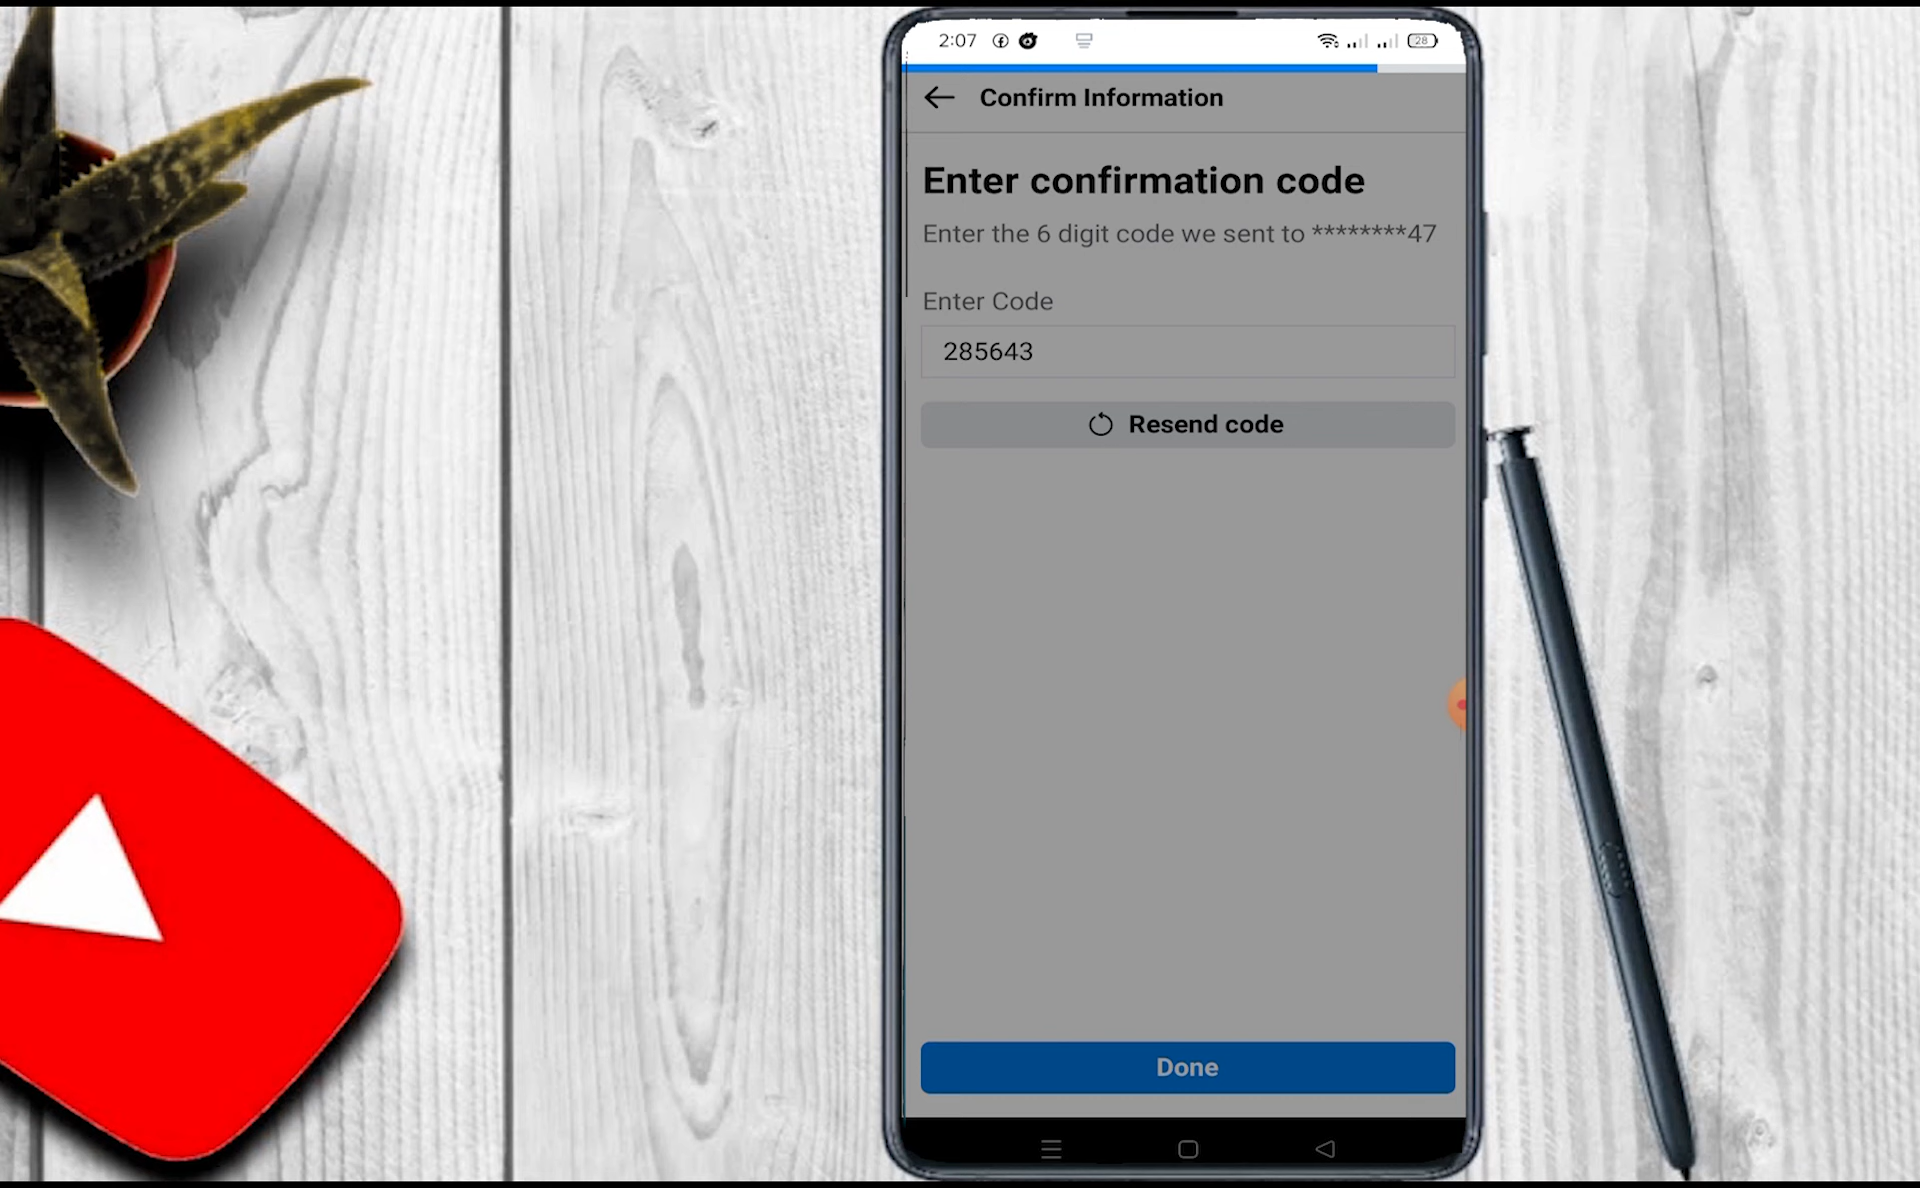 2:07
28
Confirm Information
Enter confirmation code
Enter the 6 digit code we sent to ********47
Enter Code
285643
Resend code
Done